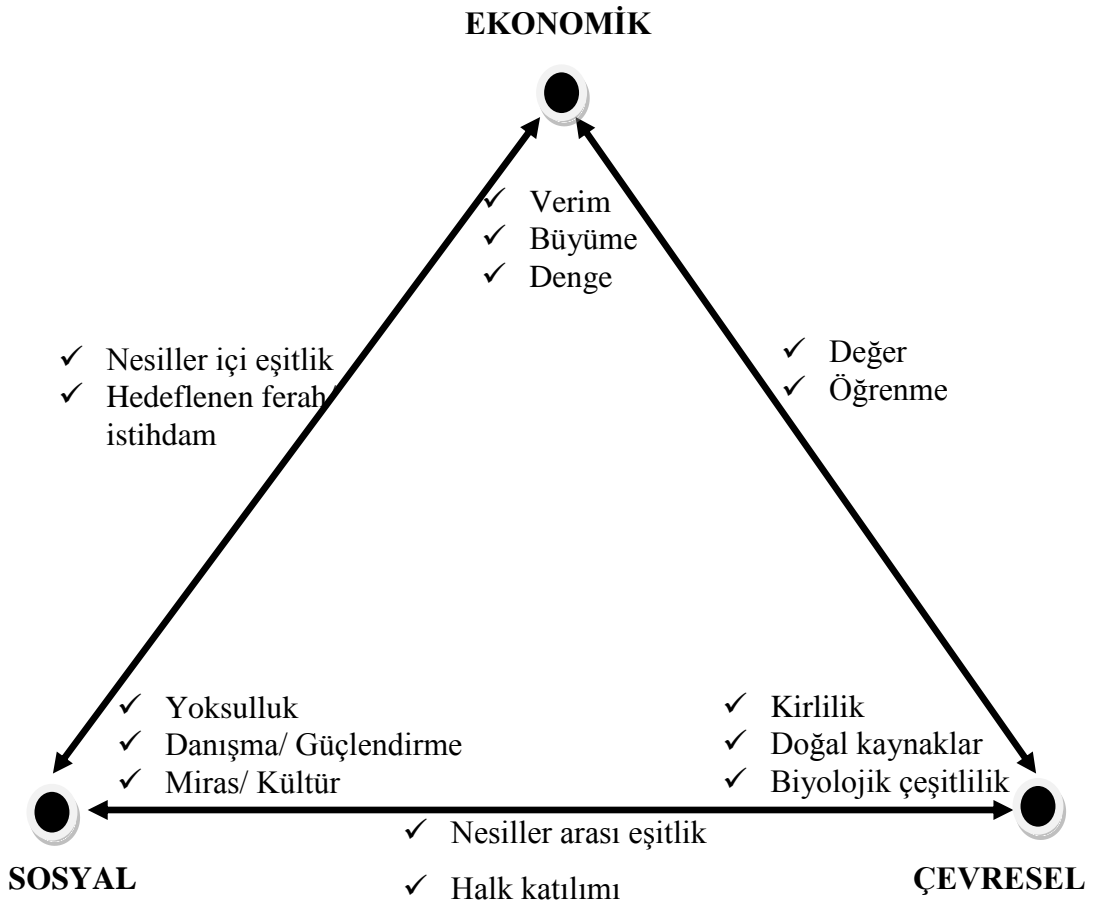 EKONOMİK
✓ Verim
✓ Büyüme
✓ Denge
✓ Nesiller içi eşitlik
✓ Hedeflenen ferah/
istihdam
✓ Değer
✓ Öğrenme
✓ Yoksulluk
✓ Danışma/ Güçlendirme
✓ Miras/ Kültür
✓ Kirlilik
✓ Doğal kaynaklar
✓ Biyolojik çeşitlilik
✓ Nesiller arası eşitlik
✓ Halk katılımı
SOSYAL
ÇEVRESEL